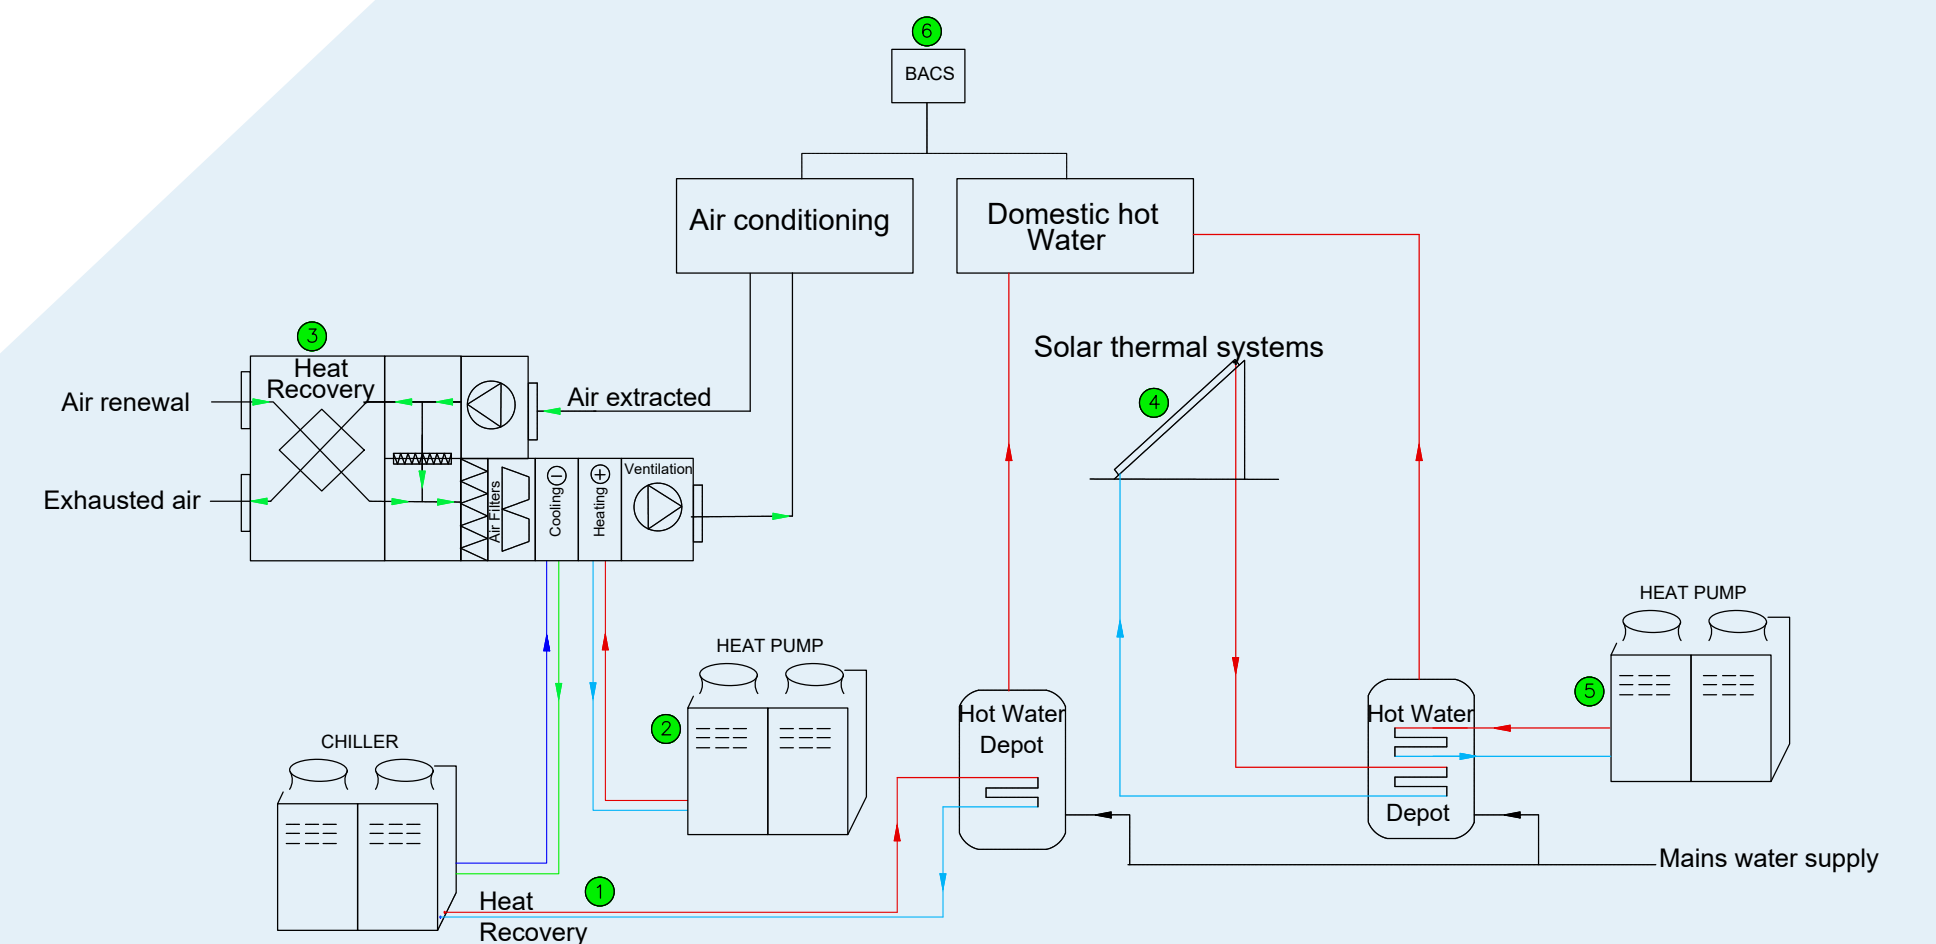 6
BACS
Air conditioning
Domestic hot
Water
3
Heat
Recovery
Solar thermal systems
Air renewal
Air extracted
4
Exhausted air
Air Filters
Cooling
Heating
Ventilation
HEAT PUMP
HEAT PUMP
5
2
Hot Water
Depot
Hot Water
Depot
CHILLER
Mains water supply
1
Heat
Recovery